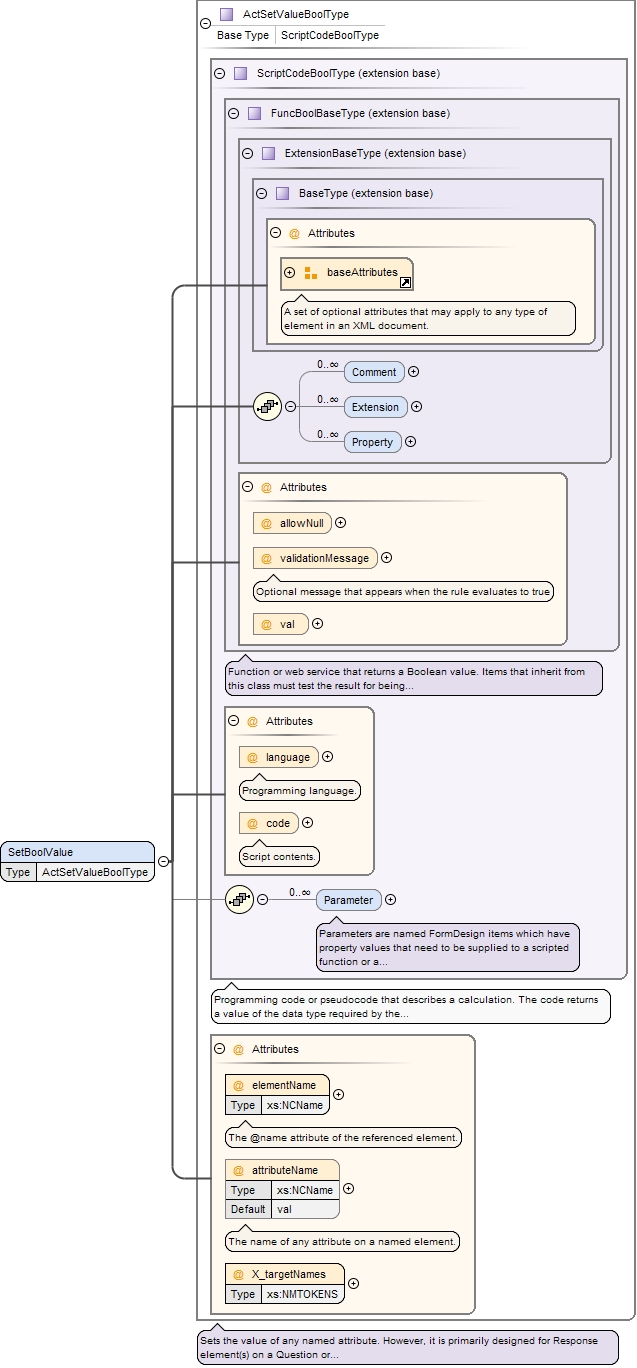 ActSetValueBoolType
Base Type ScriptCodeBoolType
ScriptCodeBoolType (extension base)
FuncBoolBaseType (extension base)
ExtensionBaseType (extension base)
BaseType (extension base)
@ Attributes
baseAttributes
A set of optional attributes that may apply to any type of
element in an XML document.
0..∞
Comment
0..∞
Extension
0..∞
Property
@ Attributes
@ allowNull
@ validationMessage
Optional message that appears when the rule evaluates to true
@ val
Function or web service that returns a Boolean value. Items that inherit from
this class must test the result for being...
@ Attributes
@ language
Programming language.
@ code
Script contents.
SetBoolValue
Type ActSetValueBoolType
0..∞
Parameter
Parameters are named FormDesign items which have
property values that need to be supplied to a scripted
function or a...
Programming code or pseudocode that describes a calculation. The code returns
a value of the data type required by the...
@ Attributes
@ elementName
Type xs:NCName
The @name attribute of the referenced element.
@ attributeName
Type xs:NCName
Default val
The name of any attribute on a named element.
@ X_targetNames
Type xs:NMTOKENS
Sets the value of any named attribute. However, it is primarily designed for Response
element(s) on a Question or...